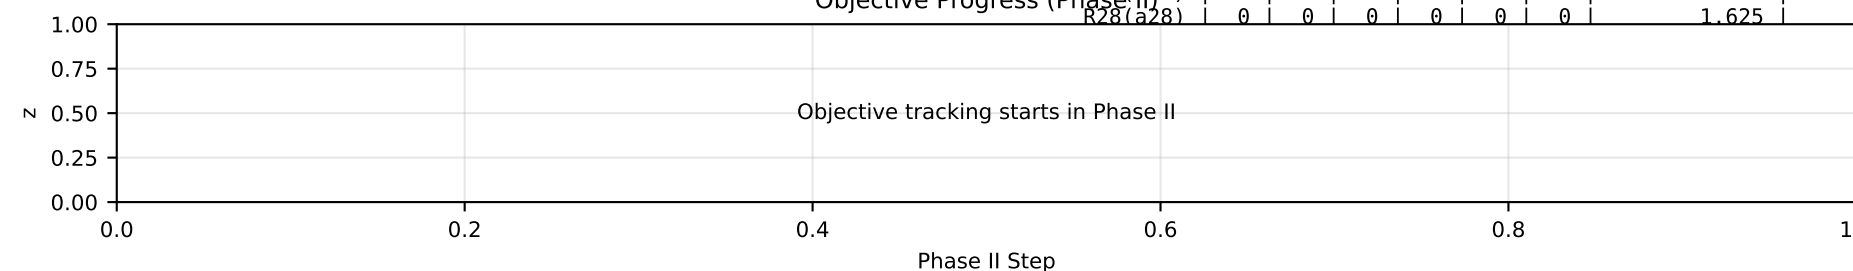 Objective Progress (Phase II)
R28(a28) | 0 | 0 | 0 | 0 | 0 | 0 | 1.625 |
1.00
0.75
0.50
0.25
0.00
z
Objective tracking starts in Phase II
0.0 0.2 0.4 0.6 0.8 1
Phase II Step